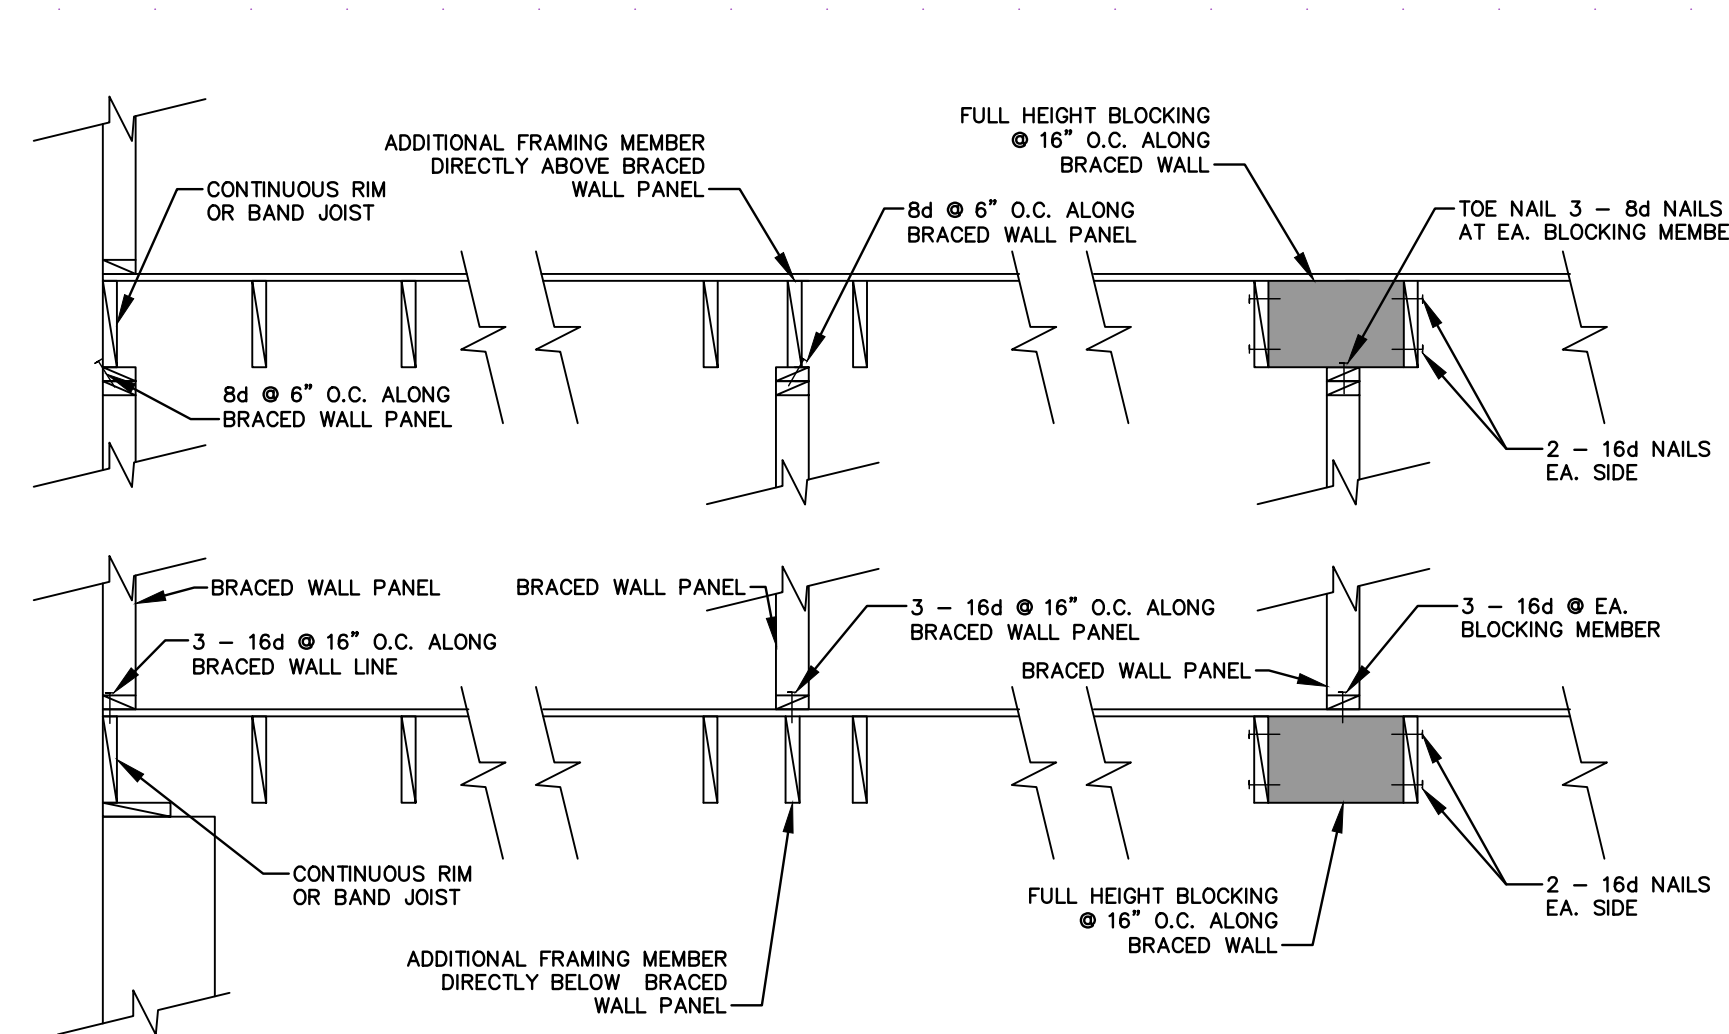 FULL HEIGHT BLOCKING
@ 16” O.C. ALONG
BRACED WALL
ADDITIONAL FRAMING MEMBER
DIRECTLY ABOVE BRACED
WALL PANEL
CONTINUOUS RIM
OR BAND JOIST
8d @ 6” O.C. ALONG
BRACED WALL PANEL
TOE NAIL 3 – 8d NAILS
AT EA. BLOCKING MEMBE
8d @ 6” O.C. ALONG
BRACED WALL PANEL
2 – 16d NAILS
EA. SIDE
BRACED WALL PANEL
BRACED WALL PANEL
3 – 16d @ 16” O.C. ALONG
BRACED WALL PANEL
3 – 16d @ EA.
BLOCKING MEMBER
3 – 16d @ 16” O.C. ALONG
BRACED WALL LINE
BRACED WALL PANEL
CONTINUOUS RIM
OR BAND JOIST
2 – 16d NAILS
EA. SIDE
FULL HEIGHT BLOCKING
@ 16” O.C. ALONG
BRACED WALL
ADDITIONAL FRAMING MEMBER
DIRECTLY BELOW BRACED
WALL PANEL